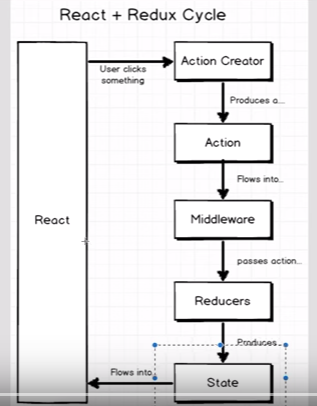 React + Redux Cycle
User clicks
something
Action Creator
Produces a...
Action
Flows into...
React
Middleware
passes action...
Reducers
Produces
Flows into
State